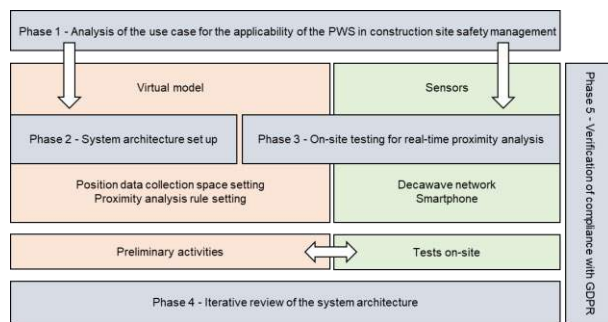 Phase 1 - Analysis of the use case for the applicability of the PWS in construction site safety management
Virtual model
Sensors
Phase 2 - System architecture set up
Phase 3 - On-site testing for real-time proximity analysis
Position data collection space setting
Proximity analysis rule setting
Decawave network
Smartphone
Preliminary activities
Tests on-site
Phase 4 - Iterative review of the system architecture
Phase 5 - Verification of compliance with GDPR